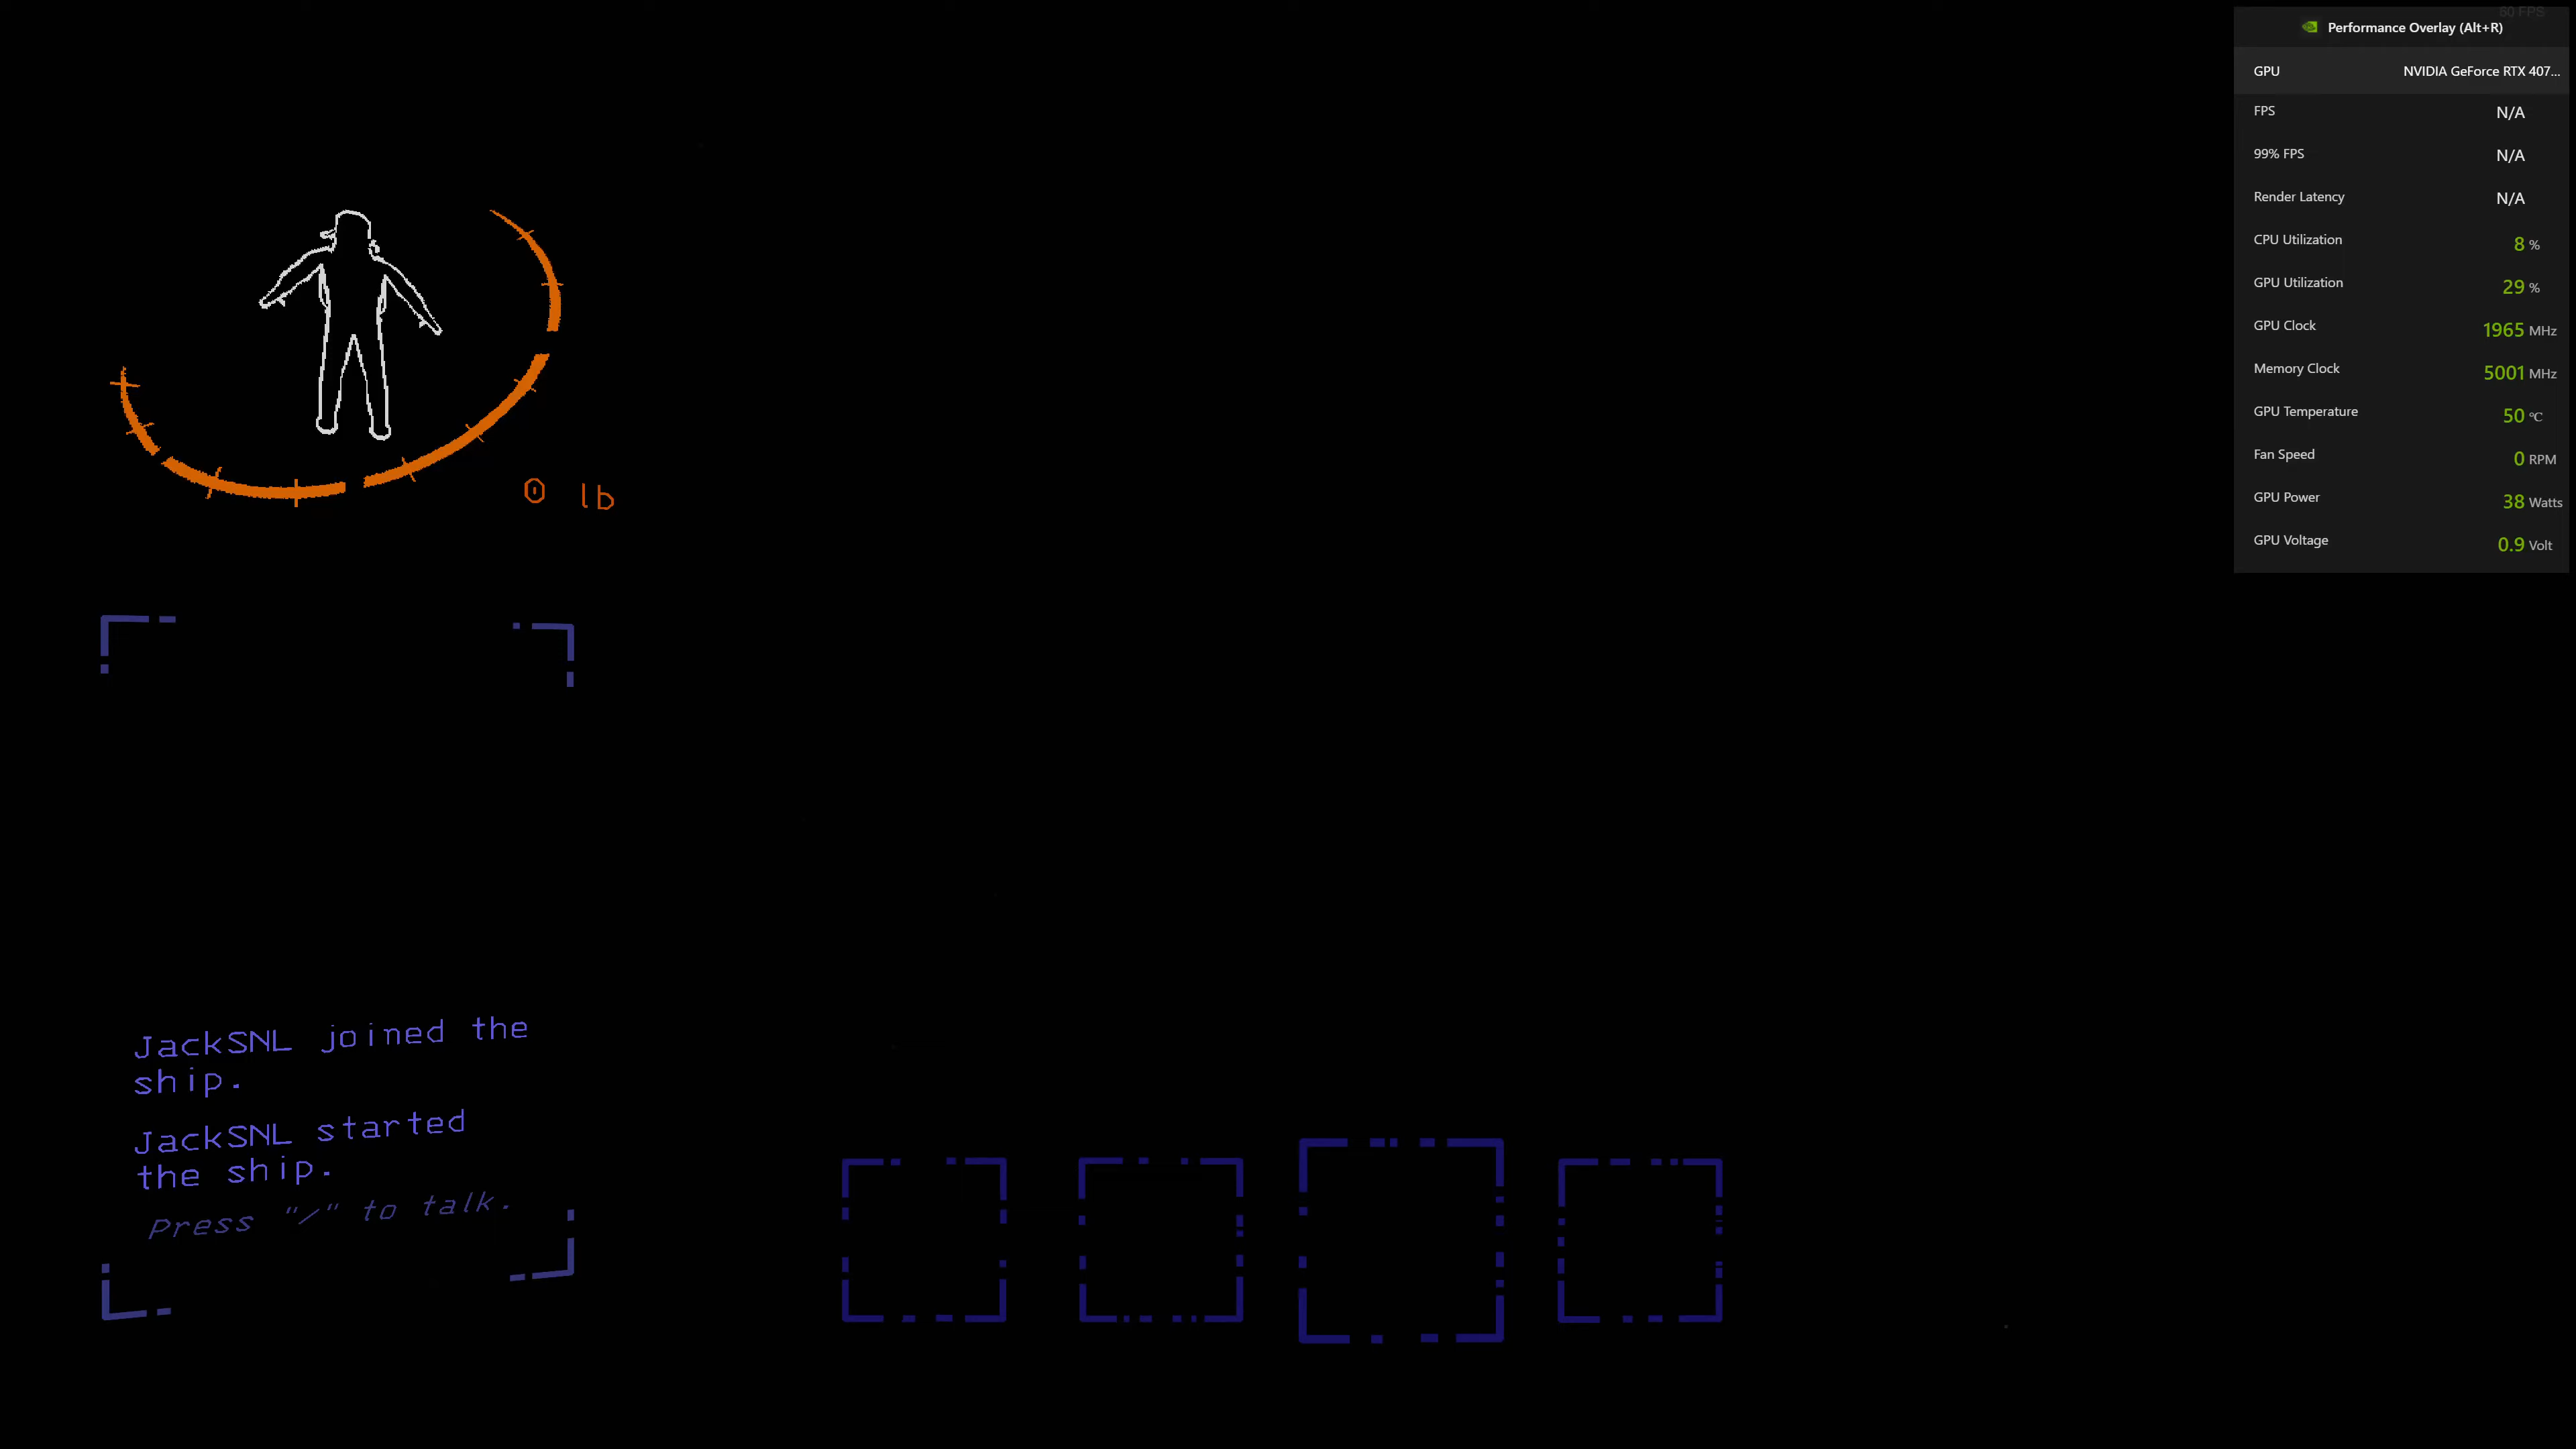 60 FPS
Performance Overlay (Alt+R)
GPU NVIDIA GeForce RTX 407...
FPS N/A
99% FPS N/A
Render Latency N/A
CPU Utilization 8 %
GPU Utilization 29 %
GPU Clock 1965 MHz
Memory Clock 5001 MHz
GPU Temperature 50 °C
Fan Speed 0 RPM
GPU Power 38 Watts
GPU Voltage 0.9 Volt
0 lb
JackSNL joined the
ship.
JackSNL started
the ship.
Press "/" to talk.